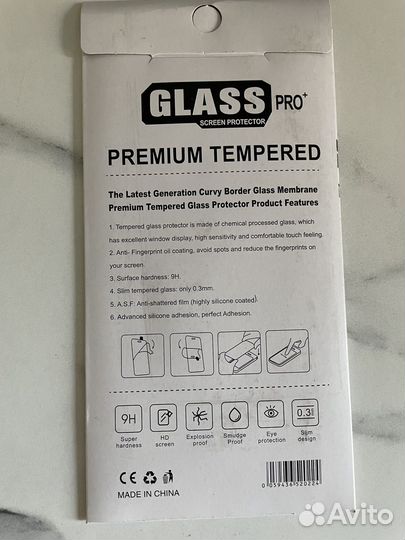 GLASS PRO+
SCREEN PROTECTOR
PREMIUM TEMPERED
The Latest Generation Curvy Border Glass Membrane
Premium Tempered Glass Protector Product Features
1. Tempered glass protector is made of chemical processed glass, which
has excellent window display, high sensitivity and comfortable touch feeling.
2. Anti- Fingerprint oil coating, avoid spots and reduce the fingerprints on
your screen.
3. Surface hardness: 9H.
4. Slim tempered glass: only 0.3mm.
5. A.S.F: Anti-shattered film (highly silicone coated).
6. Advanced silicone adhesion, perfect Adhesion.
9H
0.3
Super hardness
HD screen
Explosion proof
Smudge Proof
Eye protection
Slim design
CE
MADE IN CHINA
0 059436 520224
Avito